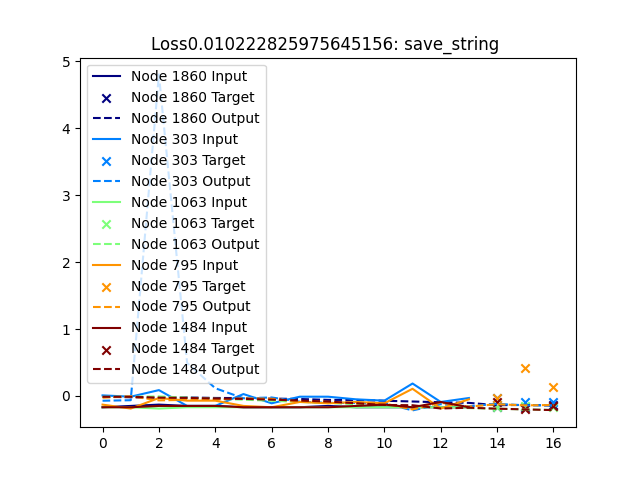 Loss0.010222825975645156: save_string
5
4
3
2
1
0
Node 1860 Input
Node 1860 Target
Node 1860 Output
Node 303 Input
Node 303 Target
Node 303 Output
Node 1063 Input
Node 1063 Target
Node 1063 Output
Node 795 Input
Node 795 Target
Node 795 Output
Node 1484 Input
Node 1484 Target
Node 1484 Output
0 2 4 6 8 10 12 14 16